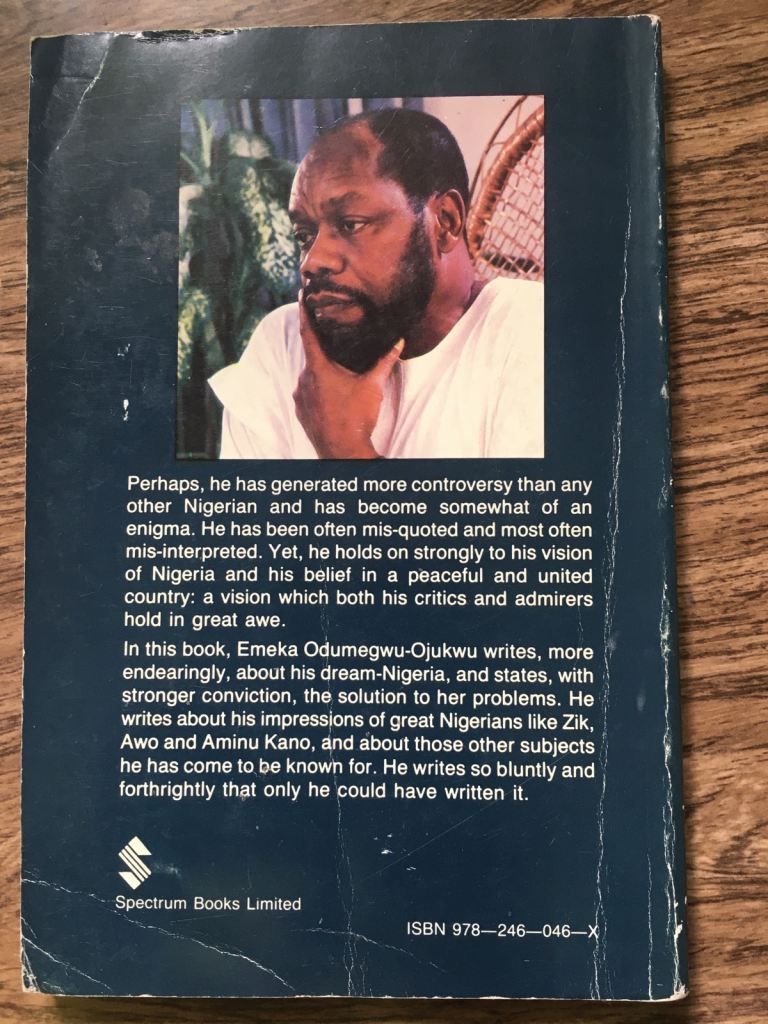 Perhaps, he has generated more controversy than any
other Nigerian and has become somewhat of an
enigma. He has been often mis-quoted and most often
mis-interpreted. Yet, he holds on strongly to his vision
of Nigeria and his belief in a peaceful and united
country: a vision which both his critics and admirers
hold in great awe.
In this book, Emeka Odumegwu-Ojukwu writes, more
endearingly, about his dream-Nigeria, and states, with
stronger conviction, the solution to her problems. He
writes about his impressions of great Nigerians like Zik,
Awo and Aminu Kano, and about those other subjects
he has come to be known for. He writes so bluntly and
forthrightly that only he could have written it.
Spectrum Books Limited
ISBN 978—246—046—X